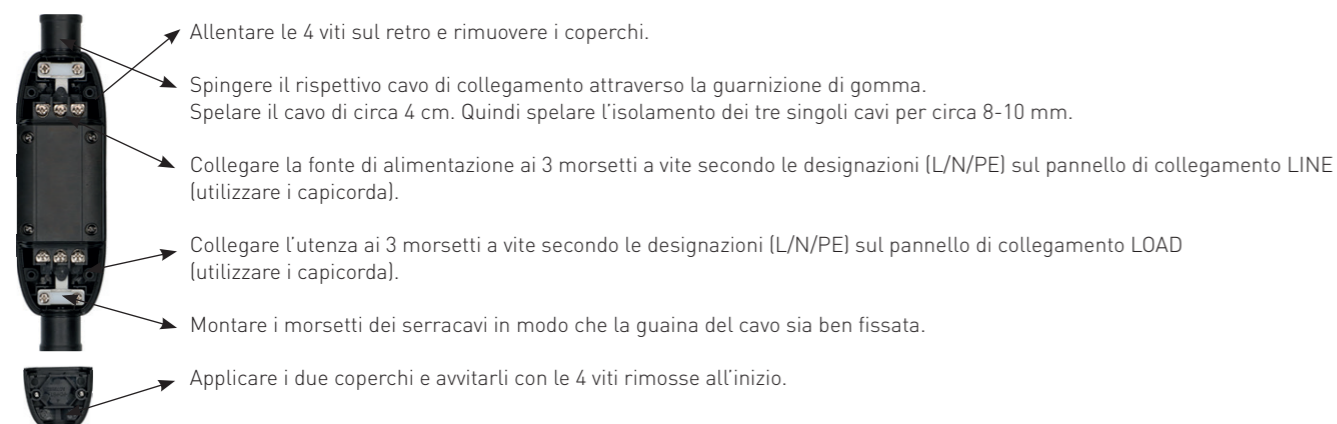 Allentare le 4 viti sul retro e rimuovere i coperchi.
Spingere il rispettivo cavo di collegamento attraverso la guarnizione di gomma.
Spelare il cavo di circa 4 cm. Quindi spelare l'isolamento dei tre singoli cavi per circa 8-10 mm.
Collegare la fonte di alimentazione ai 3 morsetti a vite secondo le designazioni (L/N/PE) sul pannello di collegamento LINE
(utilizzare i capicorda).
Collegare l'utenza ai 3 morsetti a vite secondo le designazioni (L/N/PE) sul pannello di collegamento LOAD
(utilizzare i capicorda).
Montare i morsetti dei serracavi in modo che la guaina del cavo sia ben fissata.
Applicare i due coperchi e avvitarli con le 4 viti rimosse all'inizio.